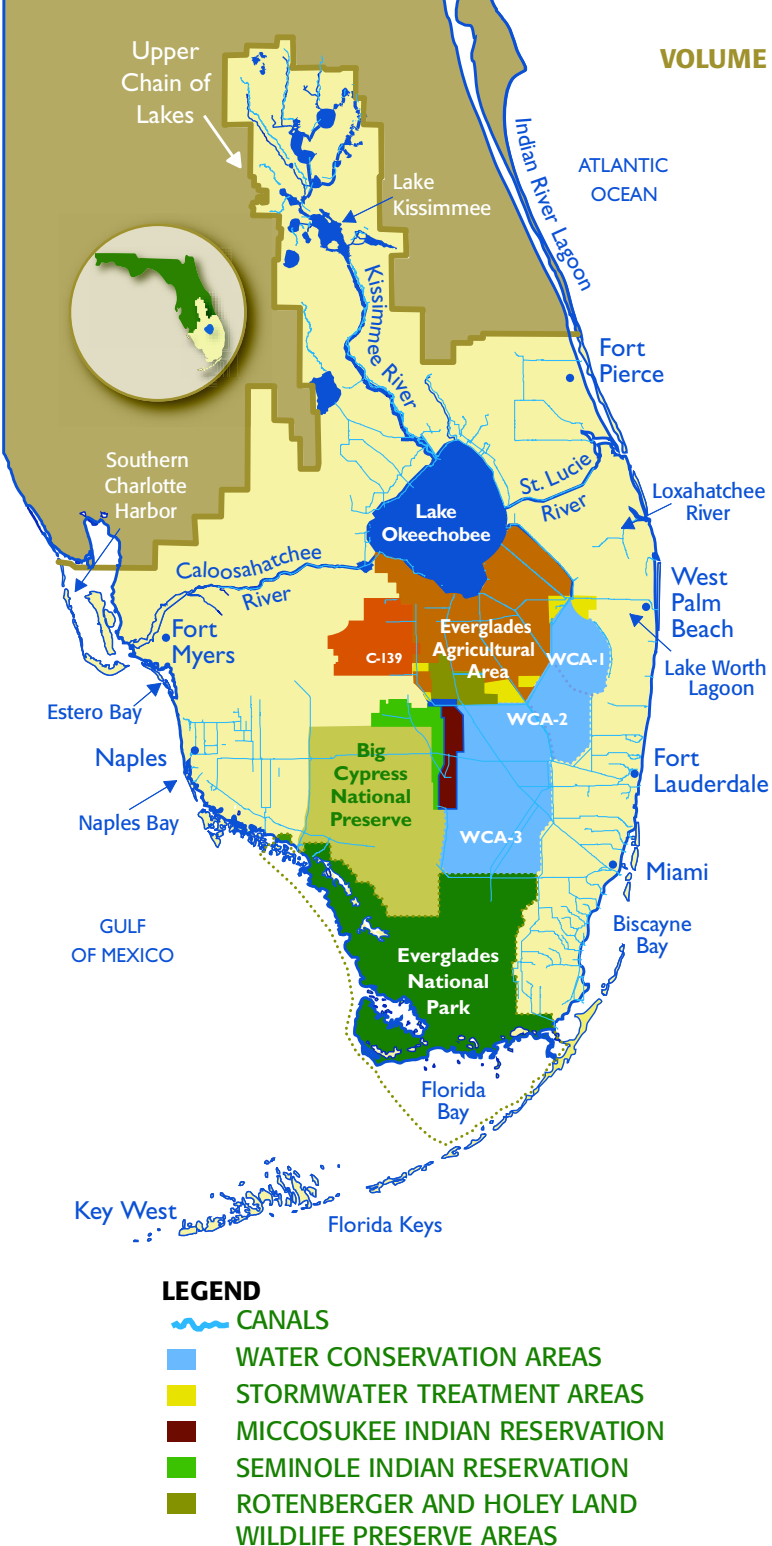 VOLUME
Upper
Chain of
Lakes
Indian River Lagoon
ATLANTIC
OCEAN
Lake
Kissimmee
Kissimmee River
Fort
Pierce
Southern
Charlotte
Harbor
Lake
Okeechobee
St. Lucie
River
Loxahatchee
River
Caloosahatchee
River
West
Palm
Beach
Fort
Myers
Everglades
Agricultural
Area
C-139
WCA-1
Lake Worth
Lagoon
Estero Bay
WCA-2
Naples
Big
Cypress
National
Preserve
Fort
Lauderdale
Naples Bay
WCA-3
Miami
GULF
OF MEXICO
Biscayne
Bay
Everglades
National
Park
Florida
Bay
Key West
Florida Keys
LEGEND
CANALS
WATER CONSERVATION AREAS
STORMWATER TREATMENT AREAS
MICCOSUKEE INDIAN RESERVATION
SEMINOLE INDIAN RESERVATION
ROTENBERGER AND HOLEY LAND
WILDLIFE PRESERVE AREAS